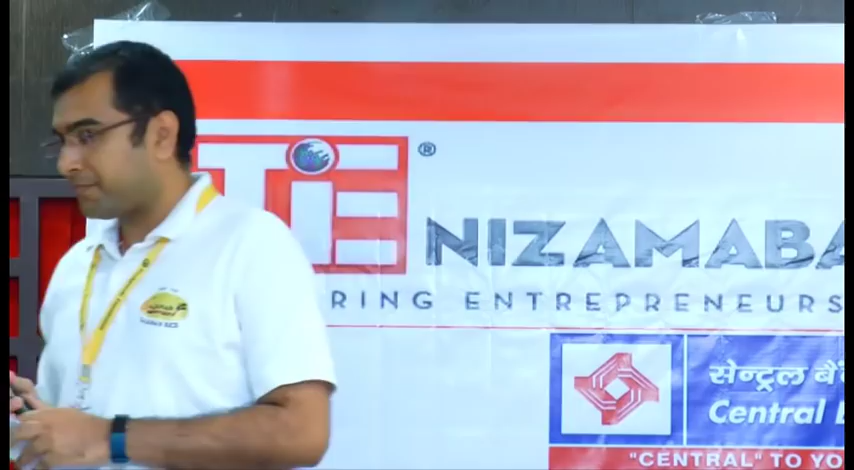 TiE®
NIZAMABA
RING ENTREPRENEURS
सेन्ट्रल बैं
Central
"CENTRAL" TO YO